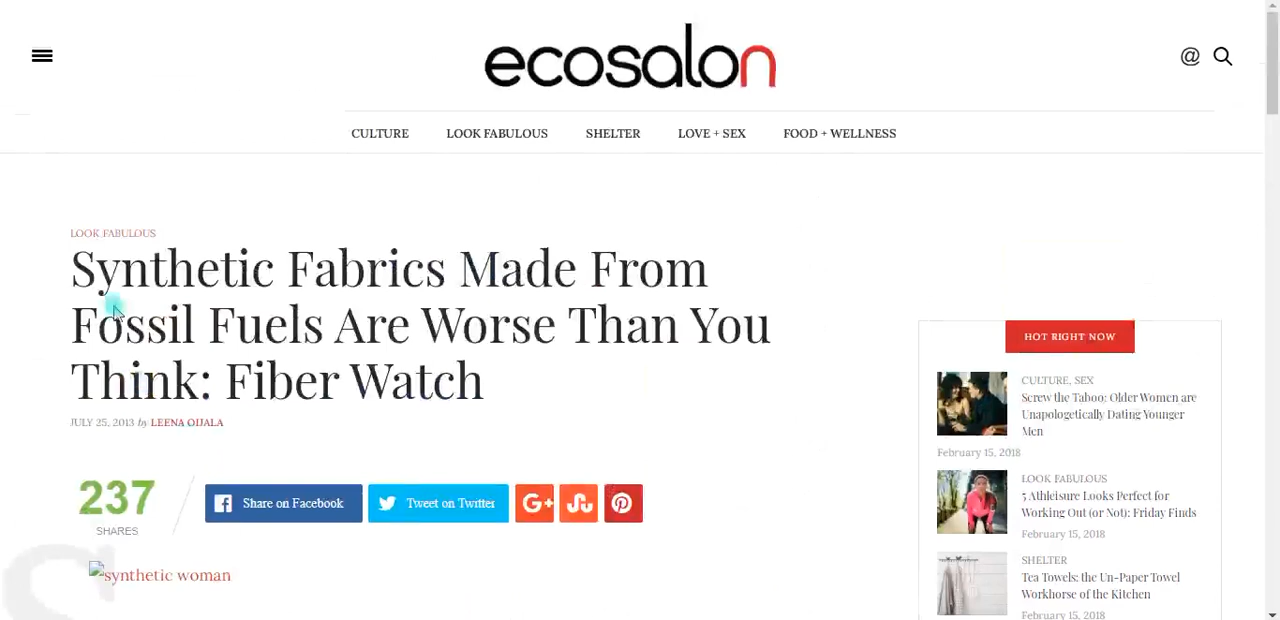 ecosalon
@
CULTURE LOOK FABULOUS SHELTER LOVE + SEX FOOD + WELLNESS
LOOK FABULOUS
Synthetic Fabrics Made From
Fossil Fuels Are Worse Than You
Think: Fiber Watch
JULY 25, 2013 by LEENA OIJALA
237
SHARES
Share on Facebook
Tweet on Twitter
G+
synthetic woman
S
HOT RIGHT NOW
CULTURE, SEX
Screw the Taboo: Older Women are
Unapologetically Dating Younger
Men
February 15, 2018
LOOK FABULOUS
5 Athleisure Looks Perfect for
Working Out (or Not): Friday Finds
February 15, 2018
SHELTER
Tea Towels: the Un-Paper Towel
Workhorse of the Kitchen
February 15, 2018